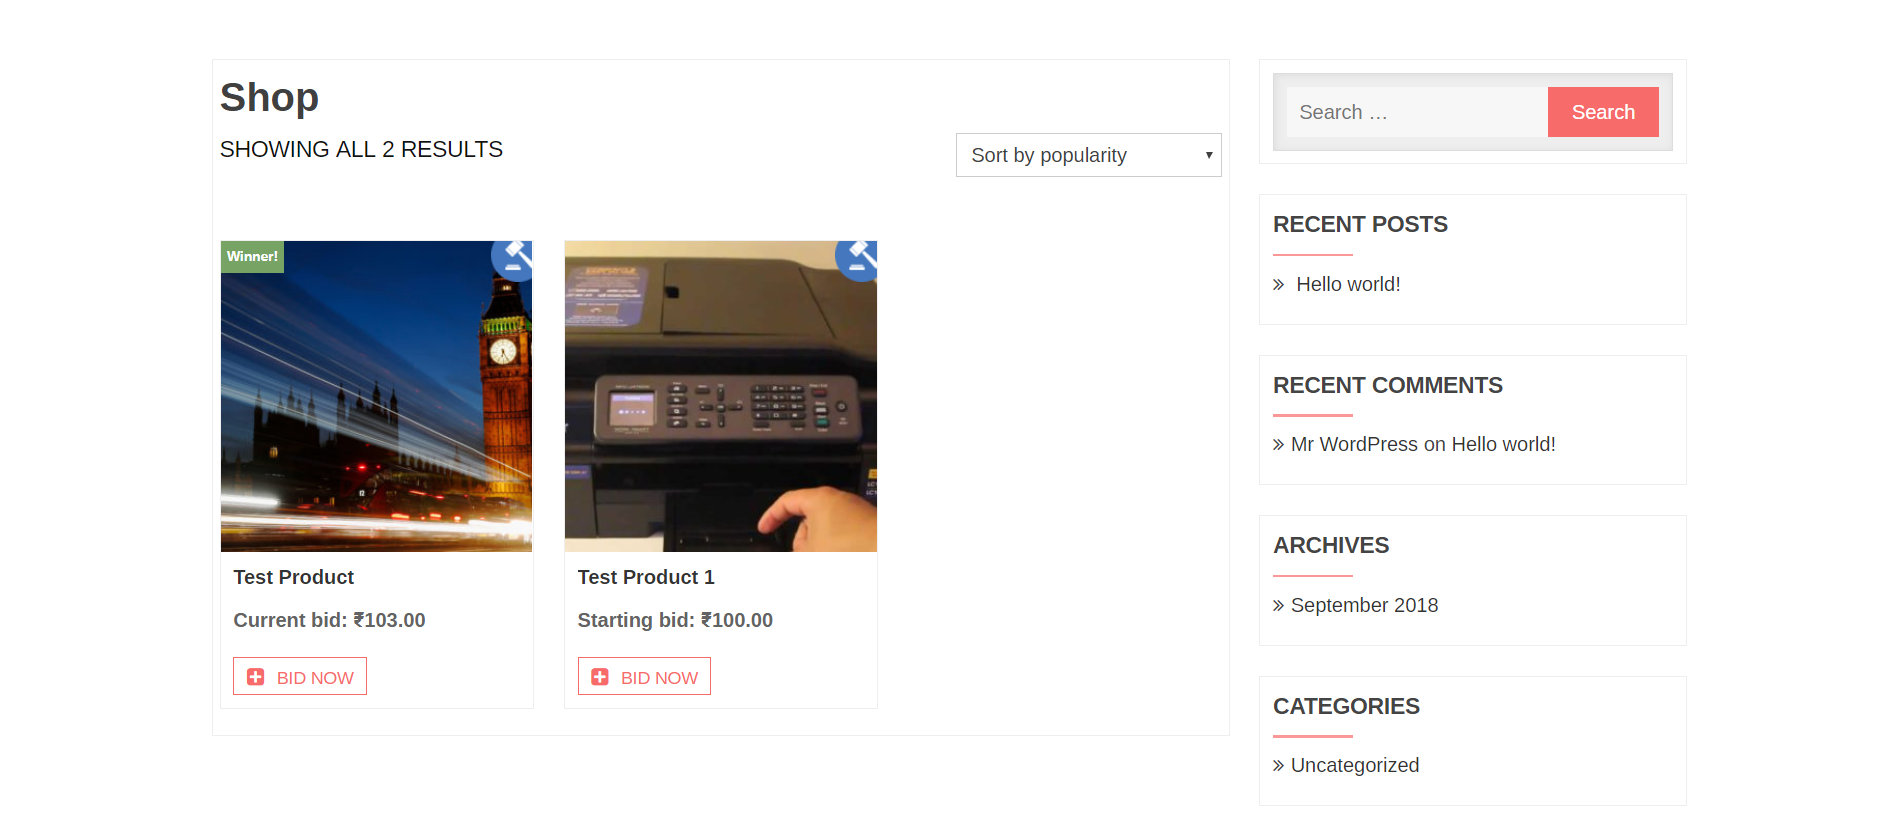 Shop
SHOWING ALL 2 RESULTS
Sort by popularity
Winner!
Test Product
Current bid: ₹103.00
BID NOW
Test Product 1
Starting bid: ₹100.00
BID NOW
Search …
Search
RECENT POSTS
Hello world!
RECENT COMMENTS
Mr WordPress on Hello world!
ARCHIVES
September 2018
CATEGORIES
Uncategorized